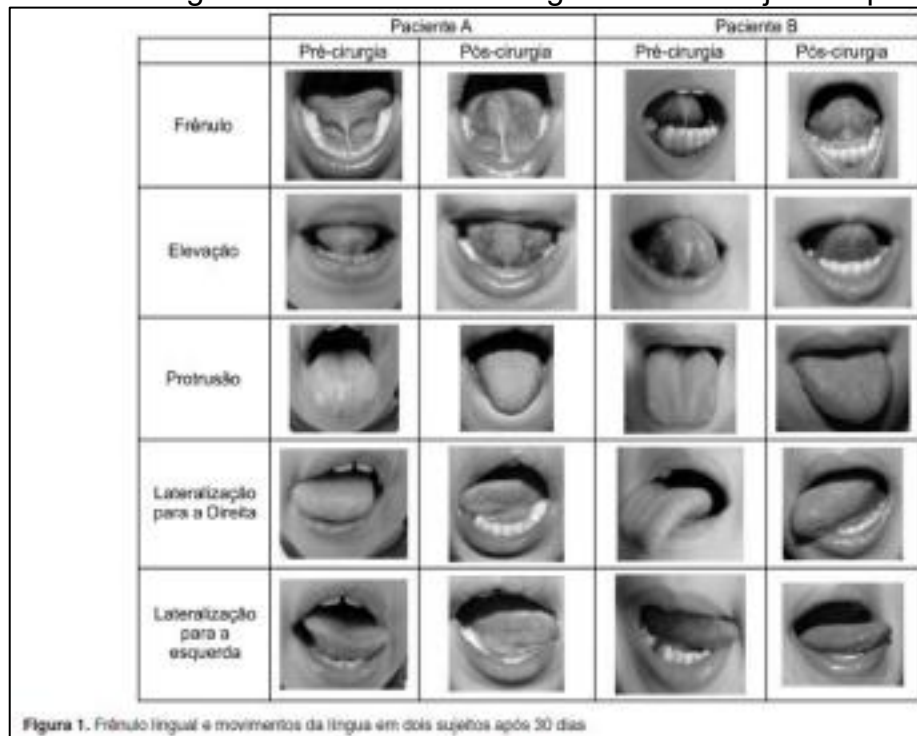 Paciente A Paciente B
Pré-cirurgia Pós-cirurgia Pré-cirurgia Pós-cirurgia
Frênulo
Elevação
Protrusão
Lateralização
para a Direita
Lateralização
para a
esquerda
Figura 1. Frênulo lingual e movimentos da língua em dois sujeitos após 30 dias